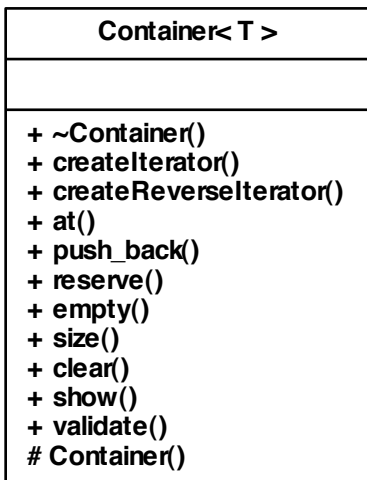 Container< T >
+ ~Container()
+ createIterator()
+ createReverseIterator()
+ at()
+ push_back()
+ reserve()
+ empty()
+ size()
+ clear()
+ show()
+ validate()
# Container()